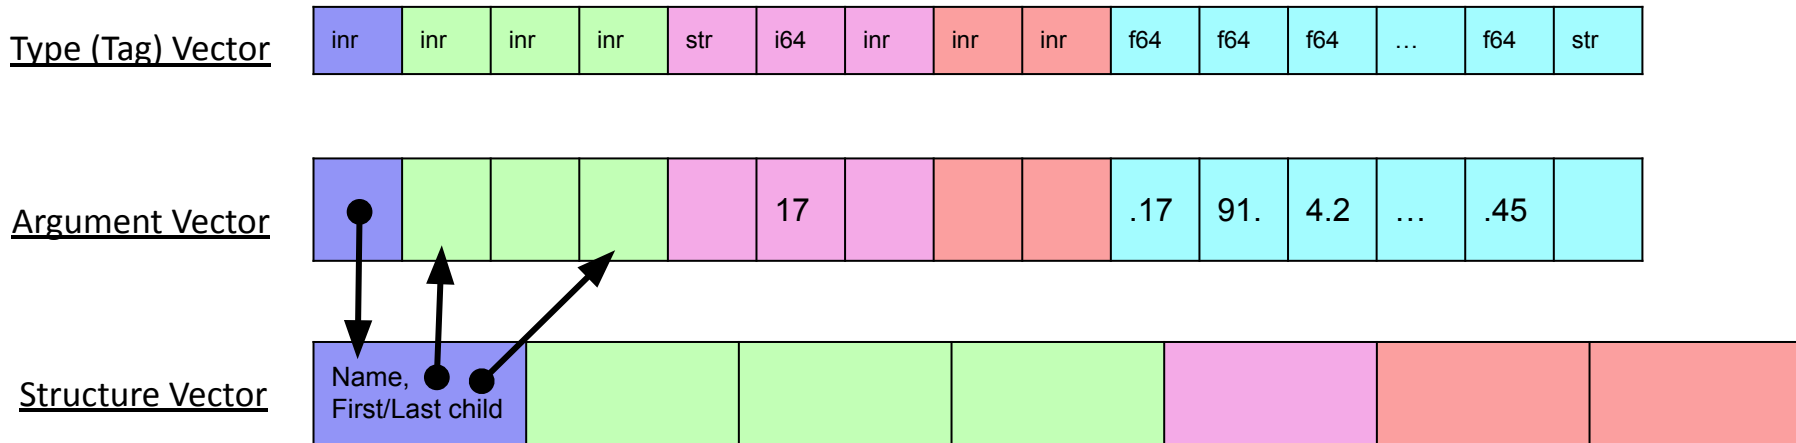 Type (Tag) Vector
inr inr inr inr str i64 inr inr inr f64 f64 f64 … f64 str
Argument Vector
17 .17 91. 4.2 … .45
Structure Vector
Name,
First/Last child